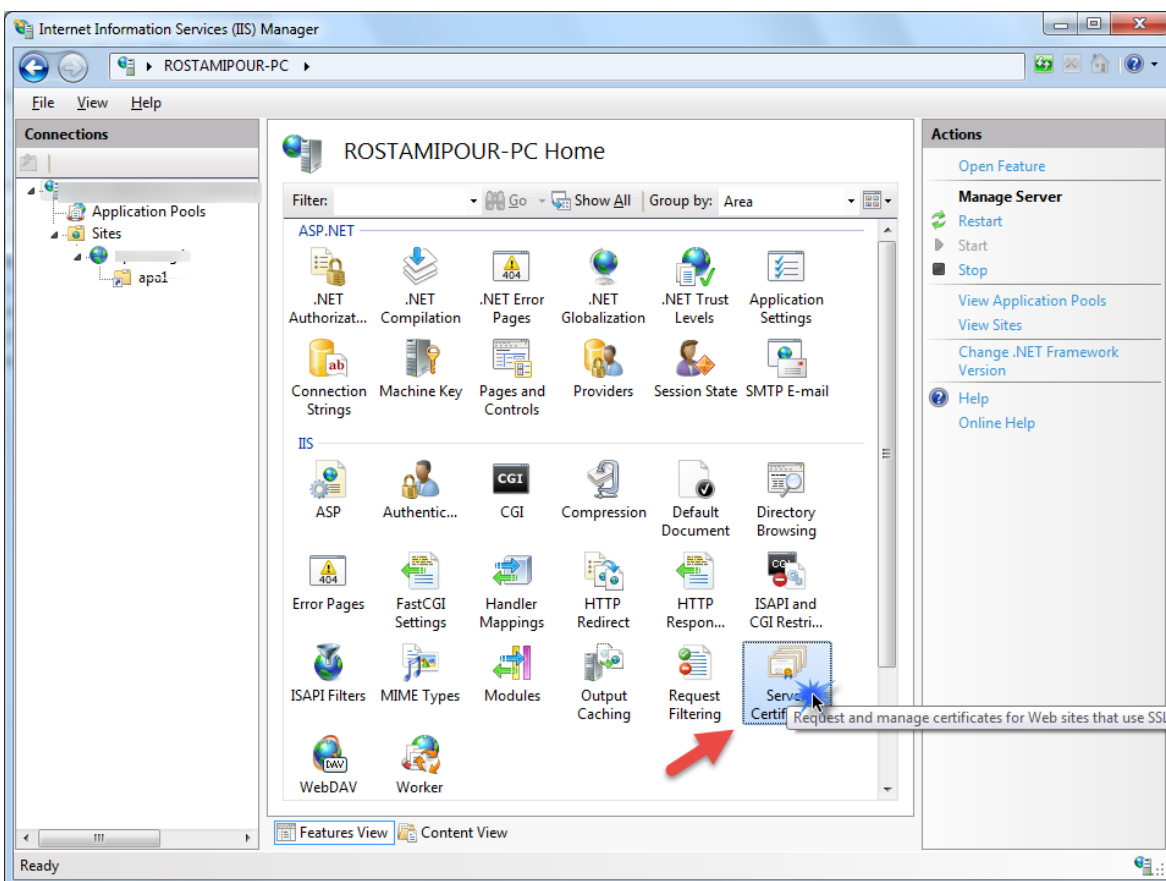 Internet Information Services (IIS) Manager
ROSTAMIPOUR-PC
File View Help
Connections
Application Pools
Sites
apa1
ROSTAMIPOUR-PC Home
Filter: Go Show All Group by: Area
ASP.NET
.NET Authorizat...
.NET Compilation
404
.NET Error Pages
.NET Globalization
.NET Trust Levels
Application Settings
ab
Connection Strings
Machine Key
Pages and Controls
Providers
Session State
SMTP E-mail
IIS
ASP
Authentic...
CGI
CGI
Compression
Default Document
Directory Browsing
404
Error Pages
FastCGI Settings
Handler Mappings
HTTP Redirect
HTTP Respon...
ISAPI and CGI Restri...
ISAPI Filters
MIME Types
Modules
Output Caching
Request Filtering
Request and manage certificates for Web sites that use SSL
DAV
WebDAV
Worker
Features View
Content View
Actions
Open Feature
Manage Server
Restart
Start
Stop
View Application Pools
View Sites
Change .NET Framework
Version
Help
Online Help
Ready